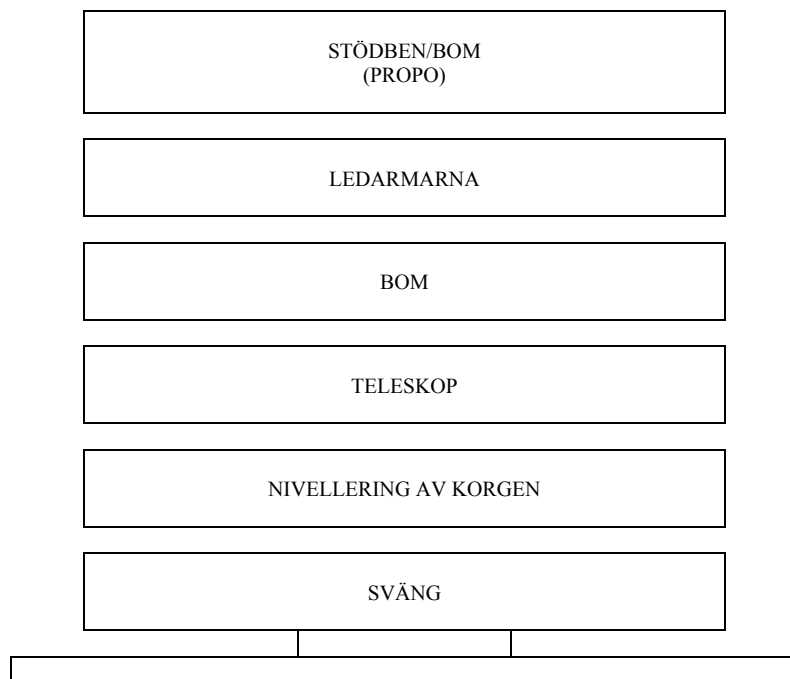 STÖDBEN/BOM
(PROPO)
LEDARMARNA
BOM
TELESKOP
NIVELLERING AV KORGEN
SVÄNG